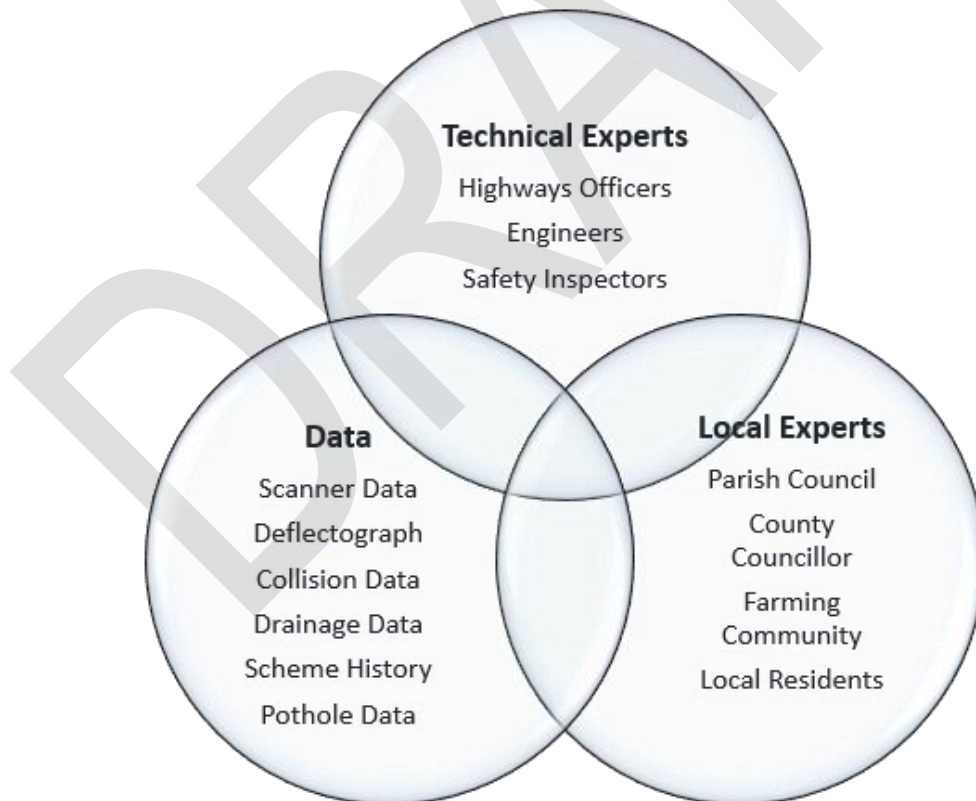 Technical Experts
Highways Officers
Engineers
Safety Inspectors
Data
Scanner Data
Deflectograph
Collision Data
Drainage Data
Scheme History
Pothole Data
Local Experts
Parish Council
County
Councillor
Farming
Community
Local Residents